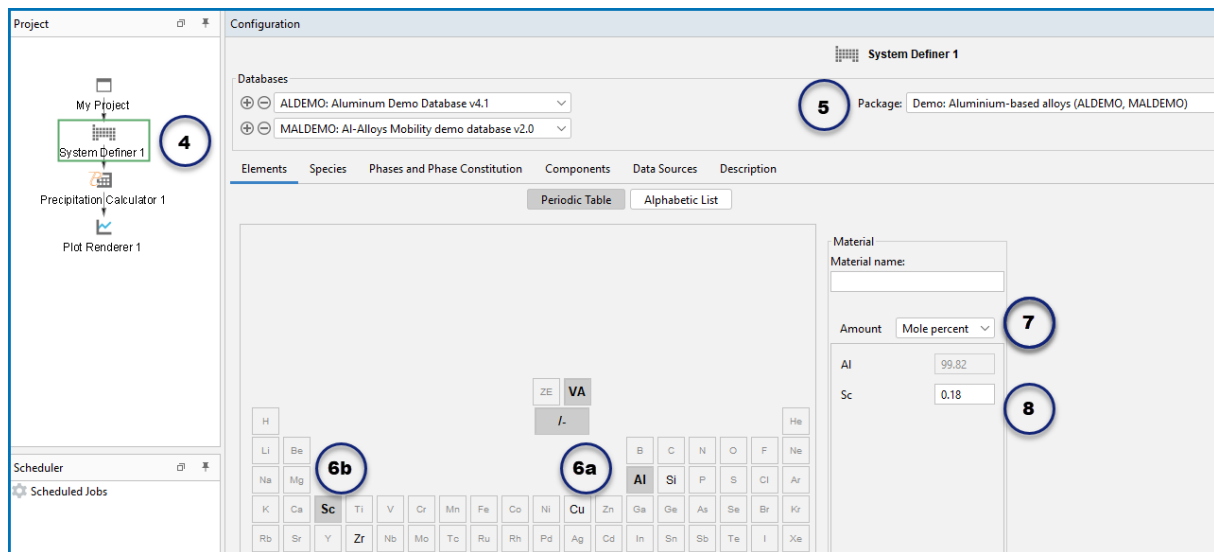 Project
Configuration
System Definer 1
My Project
System Definer 1
4
Precipitation Calculator 1
Plot Renderer 1
Databases
ALDEMO: Aluminum Demo Database v4.1
MALDEMO: Al-Alloys Mobility demo database v2.0
5
Package: Demo: Aluminium-based alloys (ALDEMO, MALDEMO)
Elements Species Phases and Phase Constitution Components Data Sources Description
Periodic Table Alphabetic List
Material
Material name:
Amount Mole percent
7
Al 99.82
Sc 0.18
8
ZE VA
/-
H He
Li Be B C N O F Ne
6b
6a
Na Mg Al Si P S Cl Ar
K Ca Sc Ti V Cr Mn Fe Co Ni Cu Zn Ga Ge As Se Br Kr
Rb Sr Y Zr Nb Mo Tc Ru Rh Pd Ag Cd In Sn Sb Te I Xe
Scheduler
Scheduled Jobs